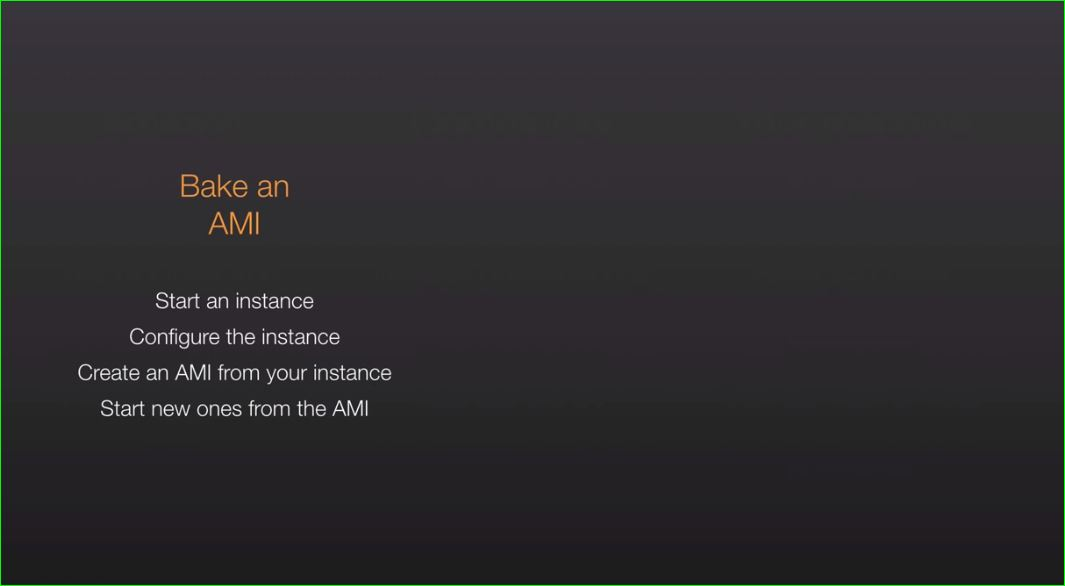 Bake an
AMI
Start an instance
Configure the instance
Create an AMI from your instance
Start new ones from the AMI